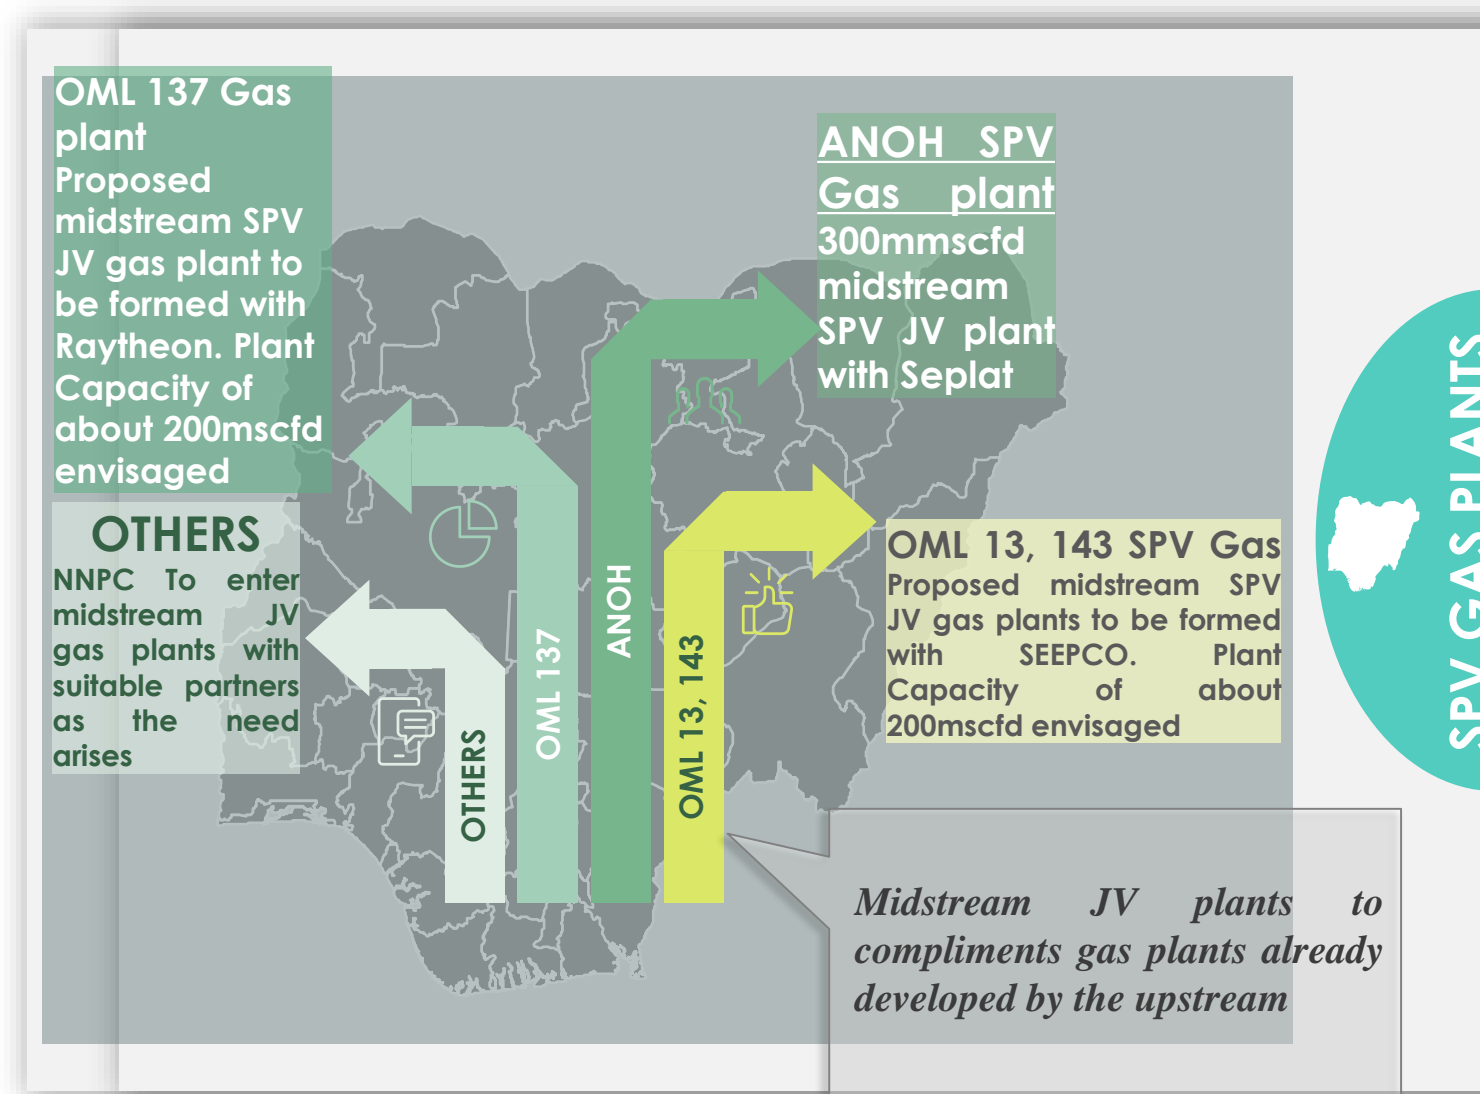 OML 137 Gas
plant
Proposed
midstream SPV
JV gas plant to
be formed with
Raytheon. Plant
Capacity of
about 200mscfd
envisaged
OTHERS
NNPC To enter
midstream JV
gas plants with
suitable partners
as the need
arises
ANOH SPV
Gas plant
300mmscfd
midstream
SPV JV plant
with Seplat
OML 13, 143 SPV Gas
Proposed midstream SPV
JV gas plants to be formed
with SEEPCO. Plant
Capacity of about
200mscfd envisaged
OTHERS
OML 137
ANOH
OML 13, 143
Midstream JV plants to
compliments gas plants already
developed by the upstream
SPV GAS PLANTS